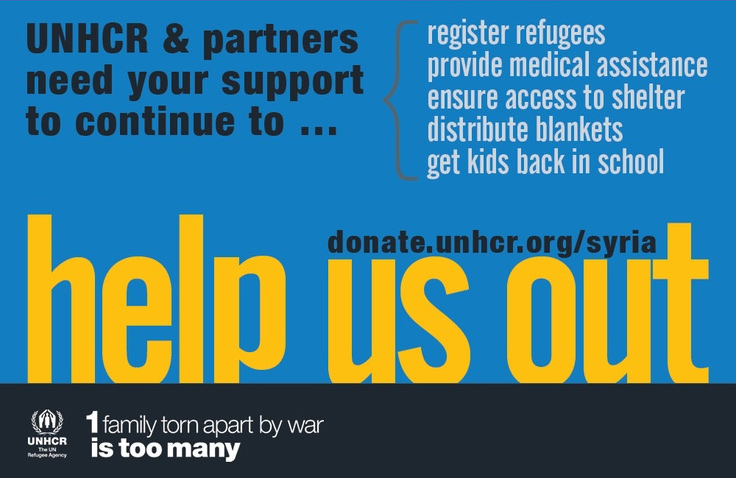 UNHCR & partners
need your support
to continue to ...
register refugees
provide medical assistance
ensure access to shelter
distribute blankets
get kids back in school
donate.unhcr.org/syria
help us out
UNHCR
The UN
Refugee Agency
1 family torn apart by war
is too many